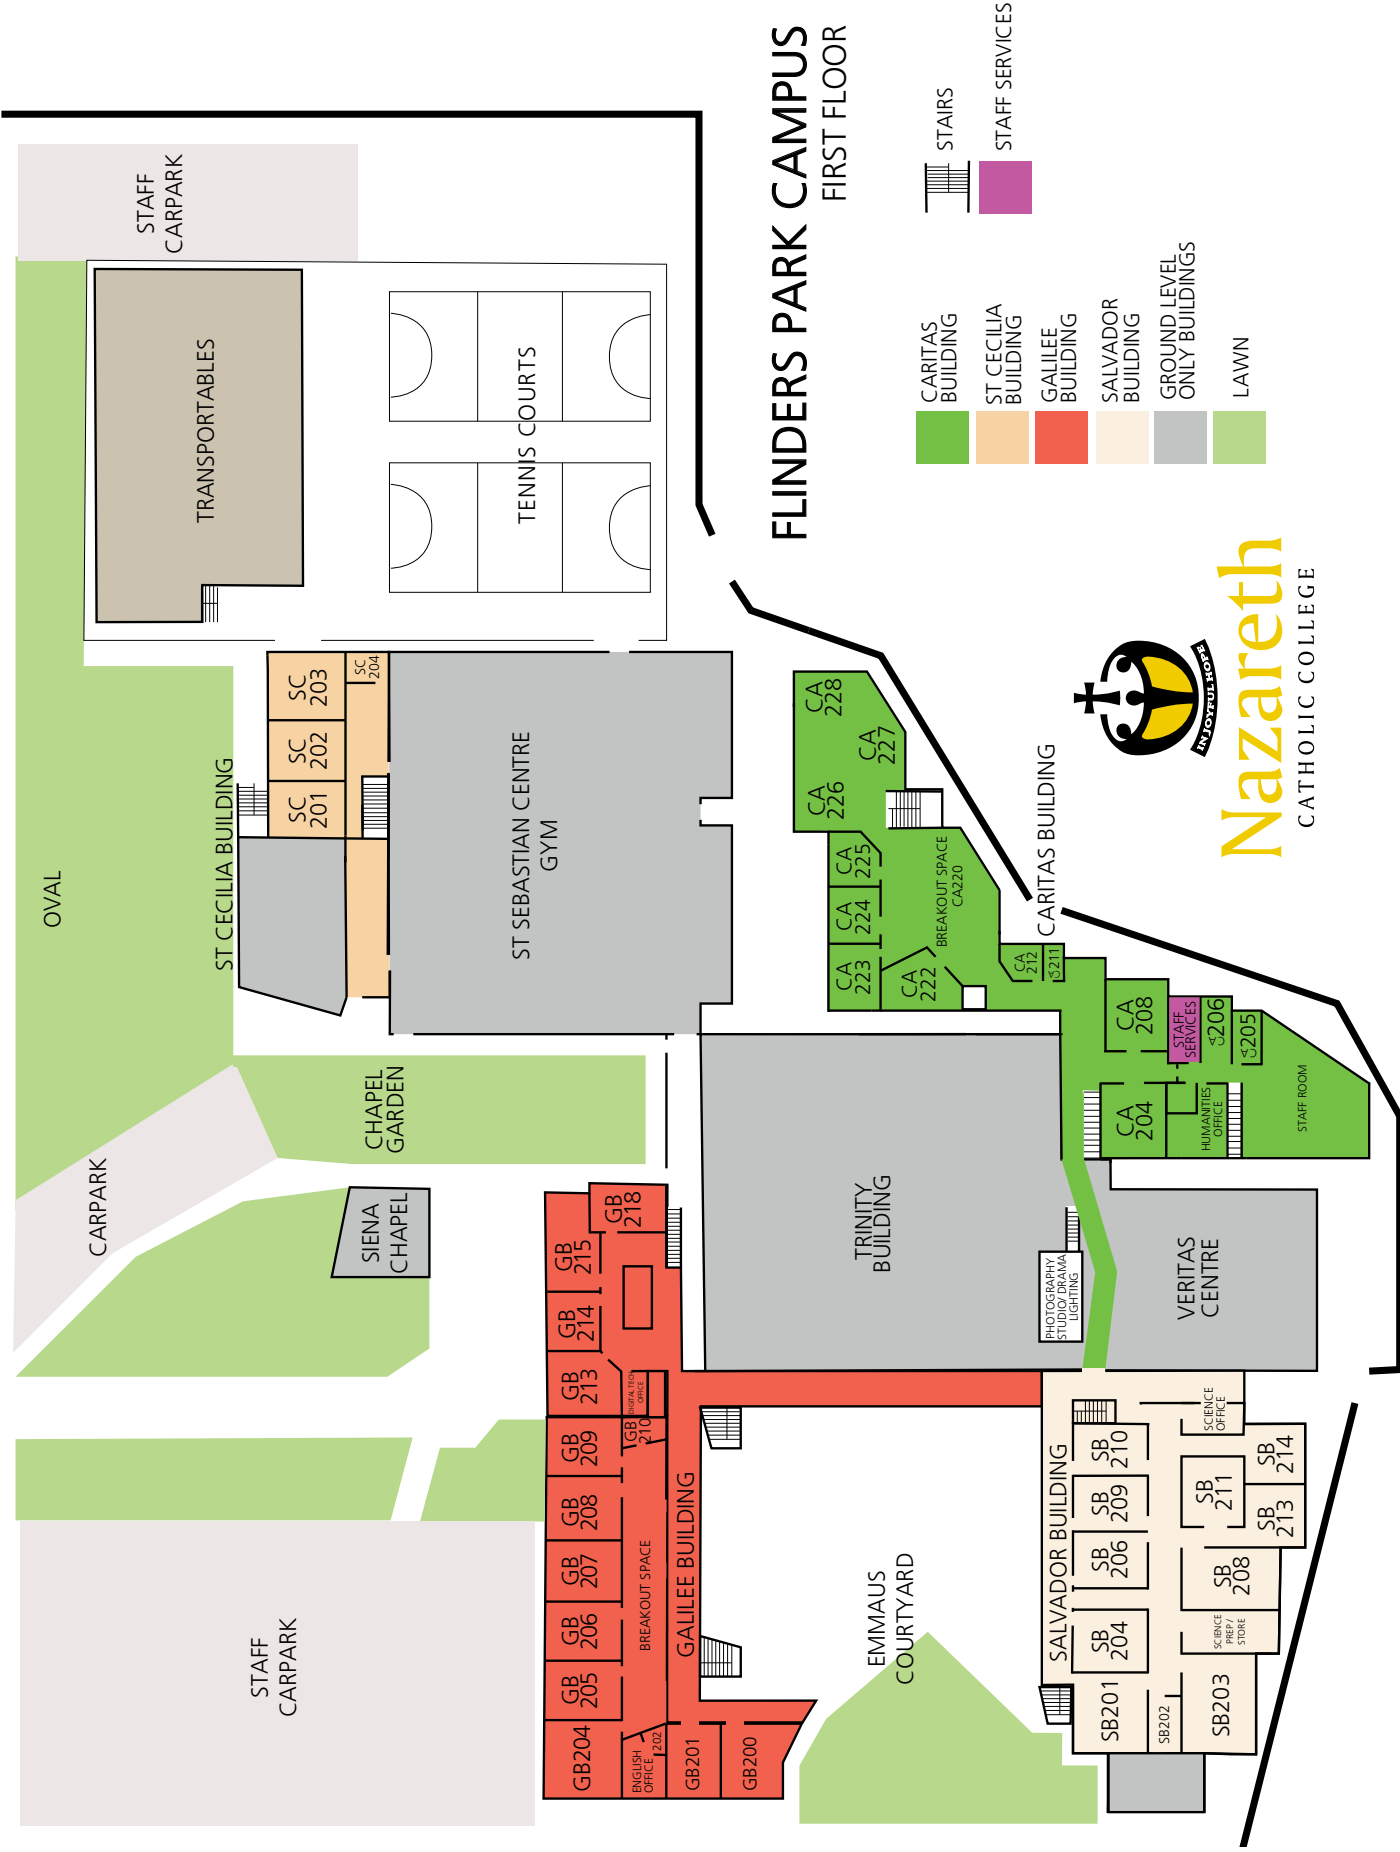 FLINDERS PARK CAMPUS
FIRST FLOOR
STAIRS
STAFF SERVICES
CARITAS
BUILDING
ST CECILIA
BUILDING
GALILEE
BUILDING
SALVADOR
BUILDING
GROUND LEVEL
ONLY BUILDINGS
LAWN
IN JOYFUL HOPE
Nazareth
CATHOLIC COLLEGE
STAFF
CARPARK
TRANSPORTABLES
TENNIS COURTS
OVAL
ST CECILIA BUILDING
SC
201
SC
202
SC
203
SC
204
ST SEBASTIAN CENTRE
GYM
CARPARK
CHAPEL
GARDEN
SIENA
CHAPEL
STAFF
CARPARK
GB204
GB
205
GB
206
GB
207
GB
208
GB
209
GB
213
GB
214
GB
215
GB
218
GB
210
DIGITAL TECH
OFFICE
ENGLISH
OFFICE
202
BREAKOUT SPACE
GALILEE BUILDING
GB201
GB200
EMMAUS
COURTYARD
TRINITY
BUILDING
PHOTOGRAPHY
STUDIO/ DRAMA
LIGHTING
VERITAS
CENTRE
CARITAS BUILDING
CA
228
CA
227
CA
226
CA
225
CA
224
CA
223
CA
222
BREAKOUT SPACE
CA220
CA
212
CA
211
CA
208
STAFF
SERVICES
CA
206
CA
205
CA
204
HUMANITIES
OFFICE
STAFF ROOM
SALVADOR BUILDING
SB201
SB202
SB203
SB
204
SB
206
SB
209
SB
210
SCIENCE
PREP /
STORE
SB
208
SB
211
SB
213
SB
214
SCIENCE
OFFICE